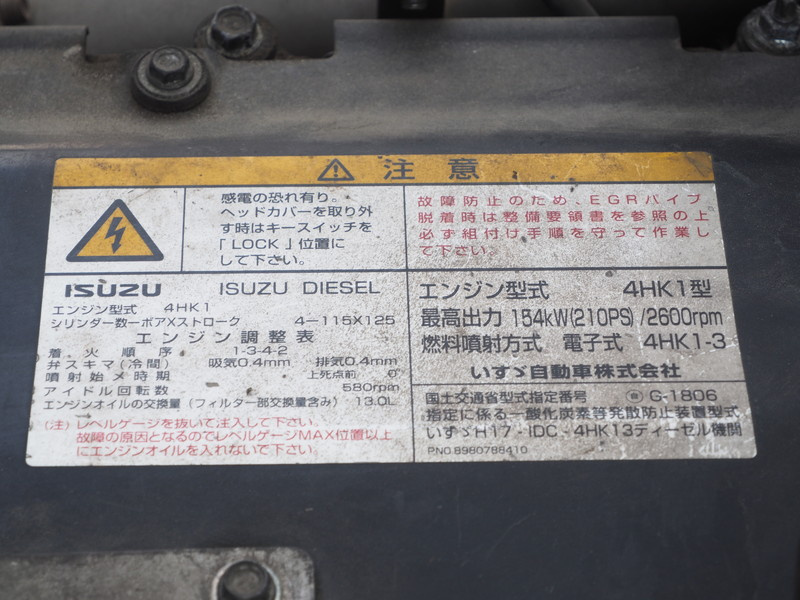 注意
感電の恐れ有り。
ヘッドカバーを取り外
す時はキースイッチを
「LOCK」位置に
して下さい。
故障防止のため、EGRパイプ
脱着時は整備要領書を参照の上
必ず組付け手順を守って作業し
て下さい。
ISUZU ISUZU DIESEL
エンジン型式 4HK1
シリンダー数ーボアXストローク 4-115X125
エンジン調整表
着火順序 1-3-4-2
弁スキマ(冷間) 吸気0.4mm 排気0.4mm
噴射始メ時期 上死点前 0°
アイドル回転数 580rpm
エンジンオイルの交換量(フィルター部交換量含み) 13.0L
(注)レベルゲージを抜いて注入して下さい。
故障の原因となるのでレベルゲージMAX位置以上
にエンジンオイルを入れないで下さい。
エンジン型式 4HK1型
最高出力 154kW(210PS)/2600rpm
燃料噴射方式 電子式 4HK1-3
いすゞ自動車株式会社
国土交通省型式指定番号 G-1806
指定に係る一酸化炭素等発散防止装置型式
いすゞH17・IDC・4HK13ディーゼル機関
PNO.8980788410